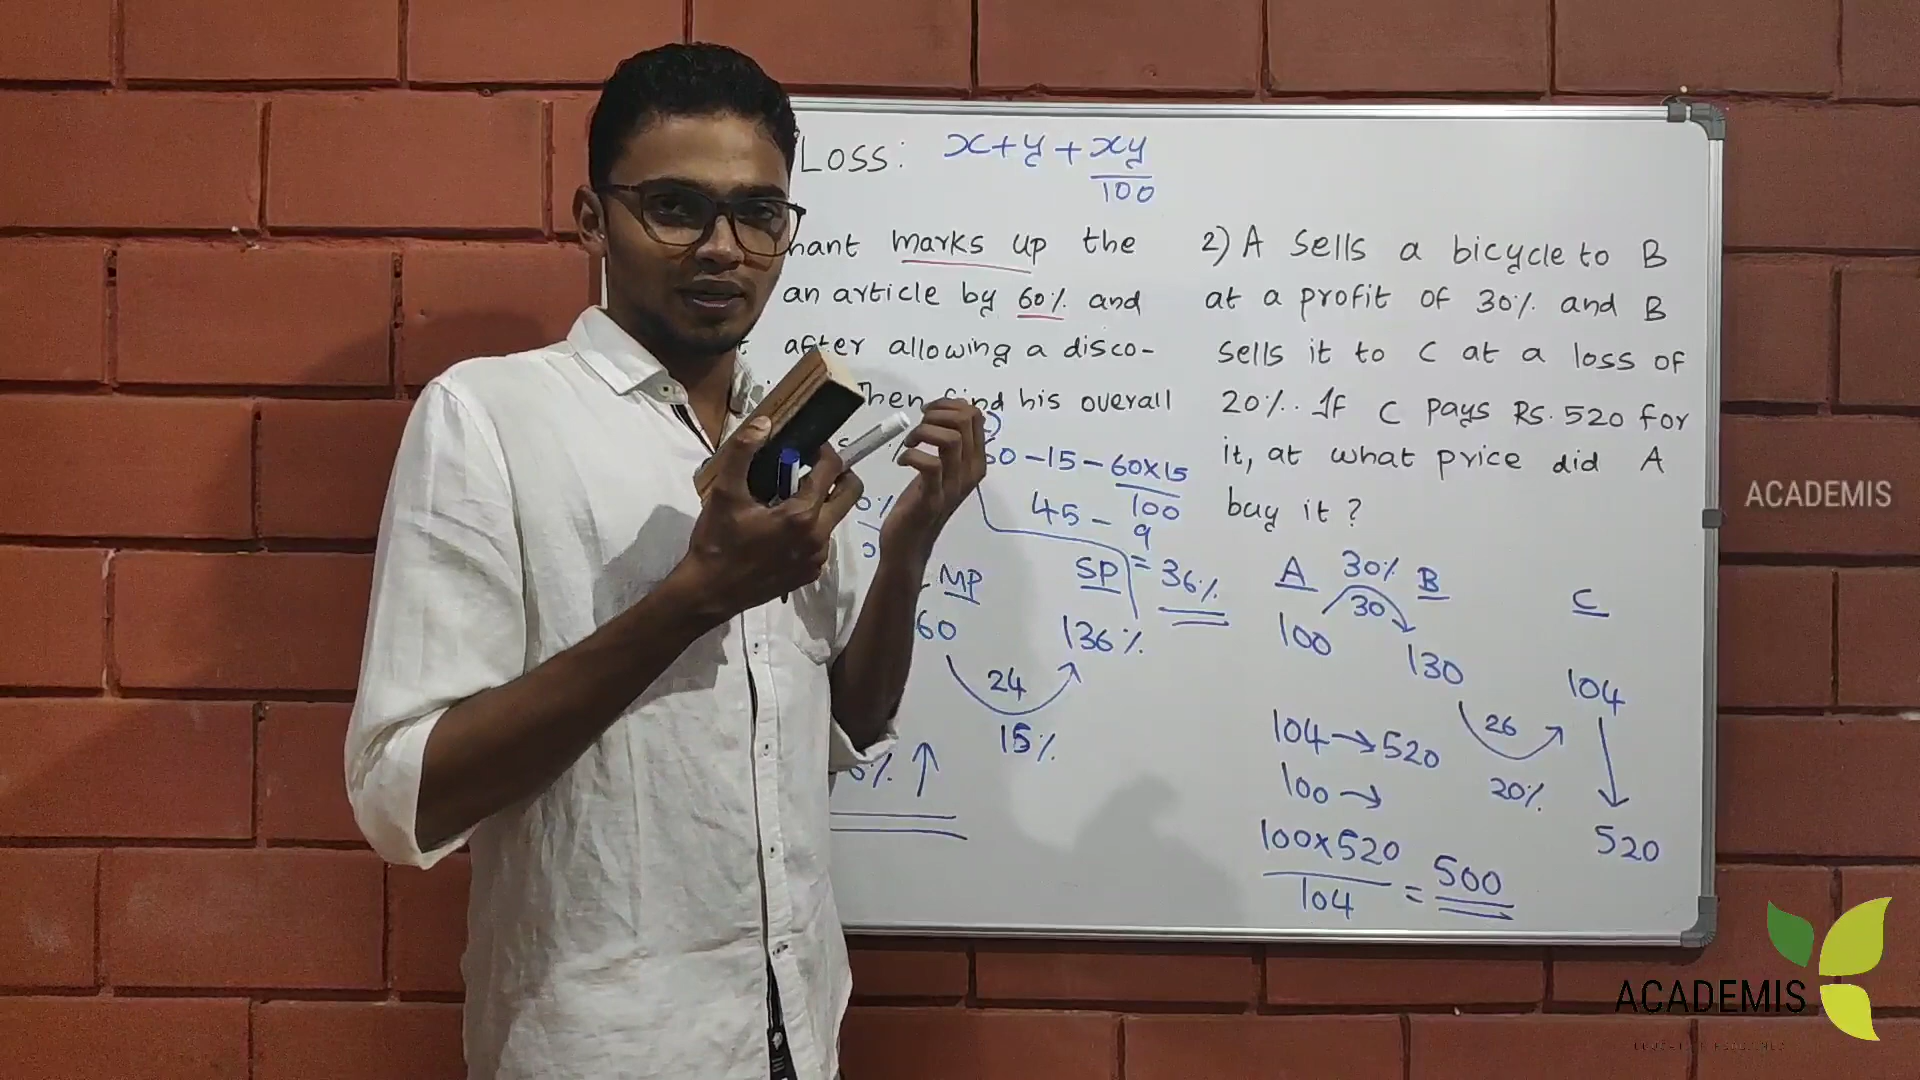 Loss: x+y+xy
100
marks up the
an article by 60% and
after allowing a disco-
his overall
-15-60x15
100
45-9
=36%
MP
SP
60
136%
24
15%
2) A sells a bicycle to B
at a profit of 30% and B
sells it to C at a loss of
20%. If C pays Rs. 520 for
it, at what price did A
buy it?
A 30% B
C
30
100
130
104
26
20%
520
104→520
100→
100x520
104
=500
ACADEMIS
ACADEMIS